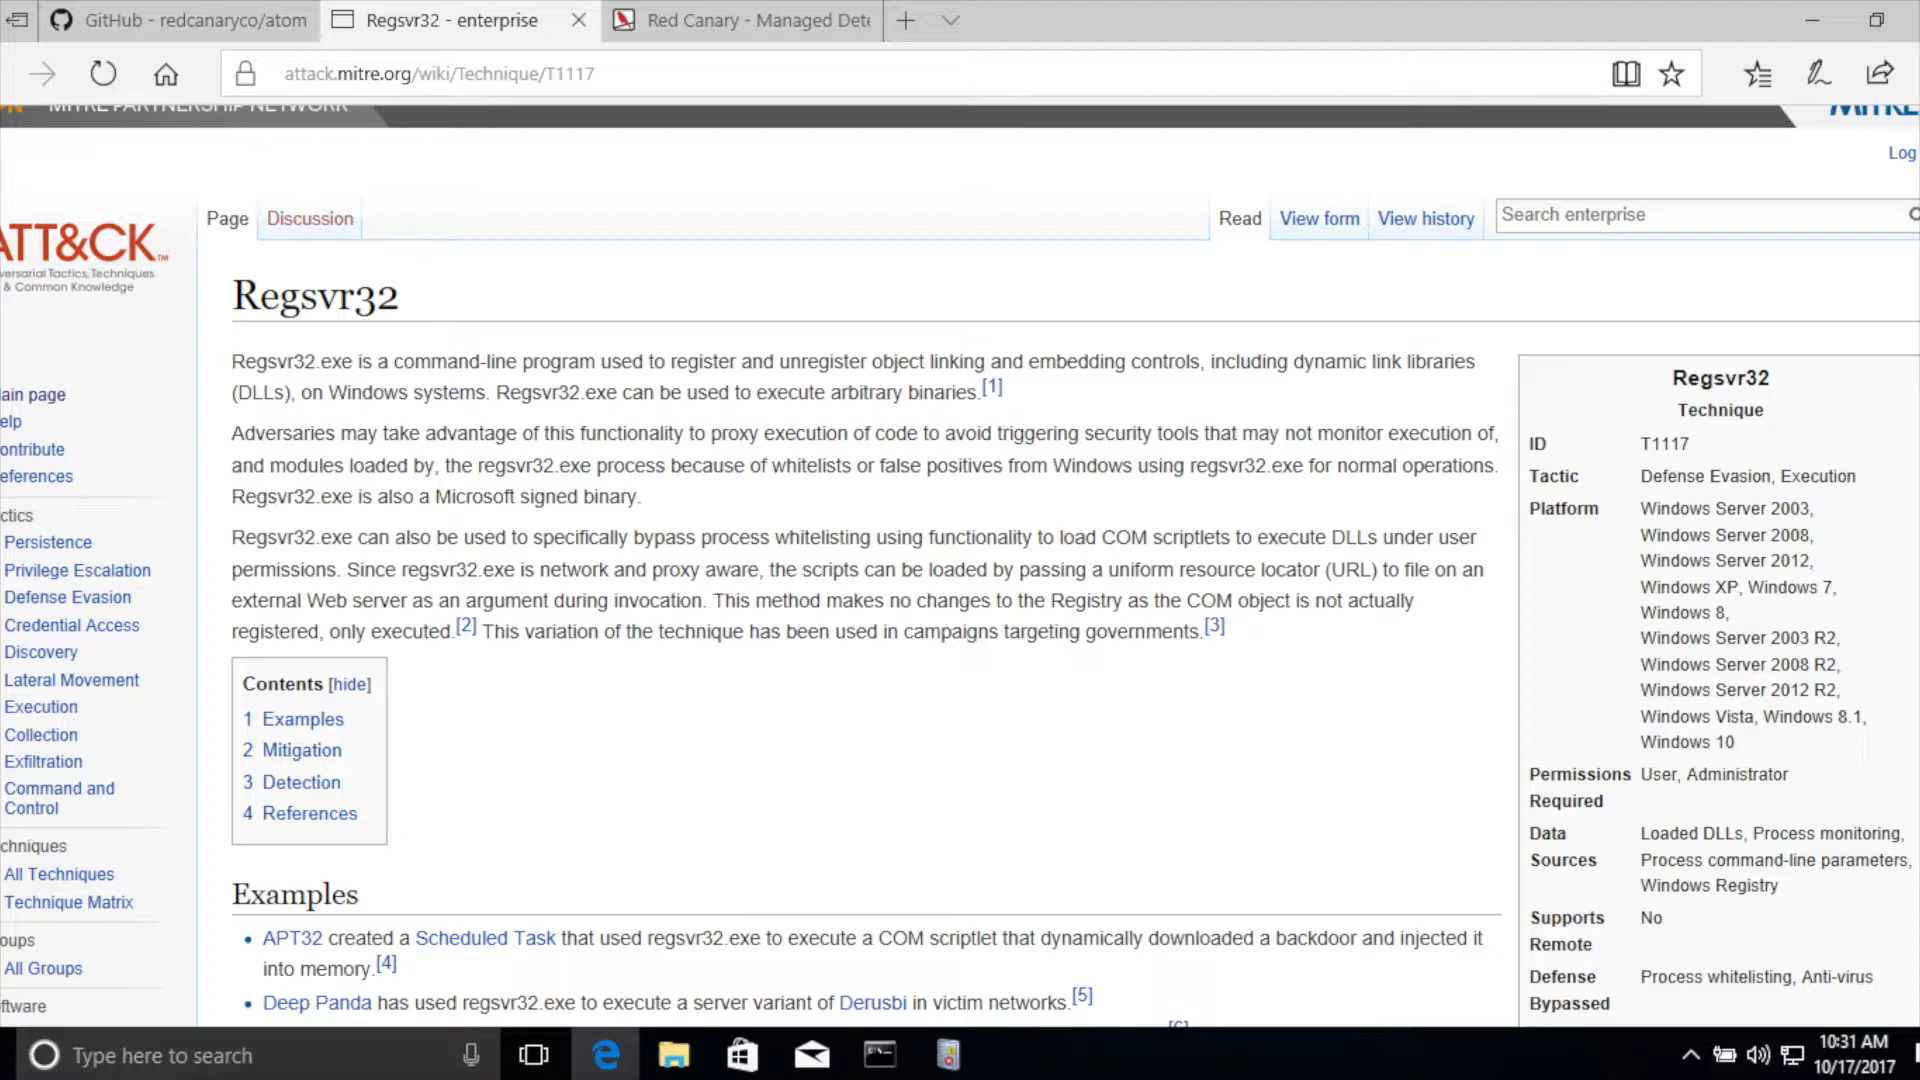 GitHub - redcanaryco/atom
Regsvr32 - enterprise
Red Canary - Managed Dete
attack.mitre.org/wiki/Technique/T1117
MITRE PARTNERSHIP NETWORK
MITRE
Log
Page
Discussion
Read
View form
View history
Search enterprise
ATT&CK™
versarial Tactics, Techniques
& Common Knowledge
Regsvr32
Regsvr32.exe is a command-line program used to register and unregister object linking and embedding controls, including dynamic link libraries
(DLLs), on Windows systems. Regsvr32.exe can be used to execute arbitrary binaries.[1]
Adversaries may take advantage of this functionality to proxy execution of code to avoid triggering security tools that may not monitor execution of,
and modules loaded by, the regsvr32.exe process because of whitelists or false positives from Windows using regsvr32.exe for normal operations.
Regsvr32.exe is also a Microsoft signed binary.
Regsvr32.exe can also be used to specifically bypass process whitelisting using functionality to load COM scriptlets to execute DLLs under user
permissions. Since regsvr32.exe is network and proxy aware, the scripts can be loaded by passing a uniform resource locator (URL) to file on an
external Web server as an argument during invocation. This method makes no changes to the Registry as the COM object is not actually
registered, only executed.[2] This variation of the technique has been used in campaigns targeting governments.[3]
Contents [hide]
1 Examples
2 Mitigation
3 Detection
4 References
Examples
• APT32 created a Scheduled Task that used regsvr32.exe to execute a COM scriptlet that dynamically downloaded a backdoor and injected it
into memory.[4]
• Deep Panda has used regsvr32.exe to execute a server variant of Derusbi in victim networks.[5]
[6]
ain page
elp
ontribute
eferences
ctics
Persistence
Privilege Escalation
Defense Evasion
Credential Access
Discovery
Lateral Movement
Execution
Collection
Exfiltration
Command and
Control
chniques
All Techniques
Technique Matrix
oups
All Groups
ftware
Regsvr32
Technique
ID T1117
Tactic Defense Evasion, Execution
Platform Windows Server 2003,
Windows Server 2008,
Windows Server 2012,
Windows XP, Windows 7,
Windows 8,
Windows Server 2003 R2,
Windows Server 2008 R2,
Windows Server 2012 R2,
Windows Vista, Windows 8.1,
Windows 10
Permissions User, Administrator
Required
Data Loaded DLLs, Process monitoring,
Sources Process command-line parameters,
Windows Registry
Supports No
Remote
Defense Process whitelisting, Anti-virus
Bypassed
Type here to search
10:31 AM
10/17/2017